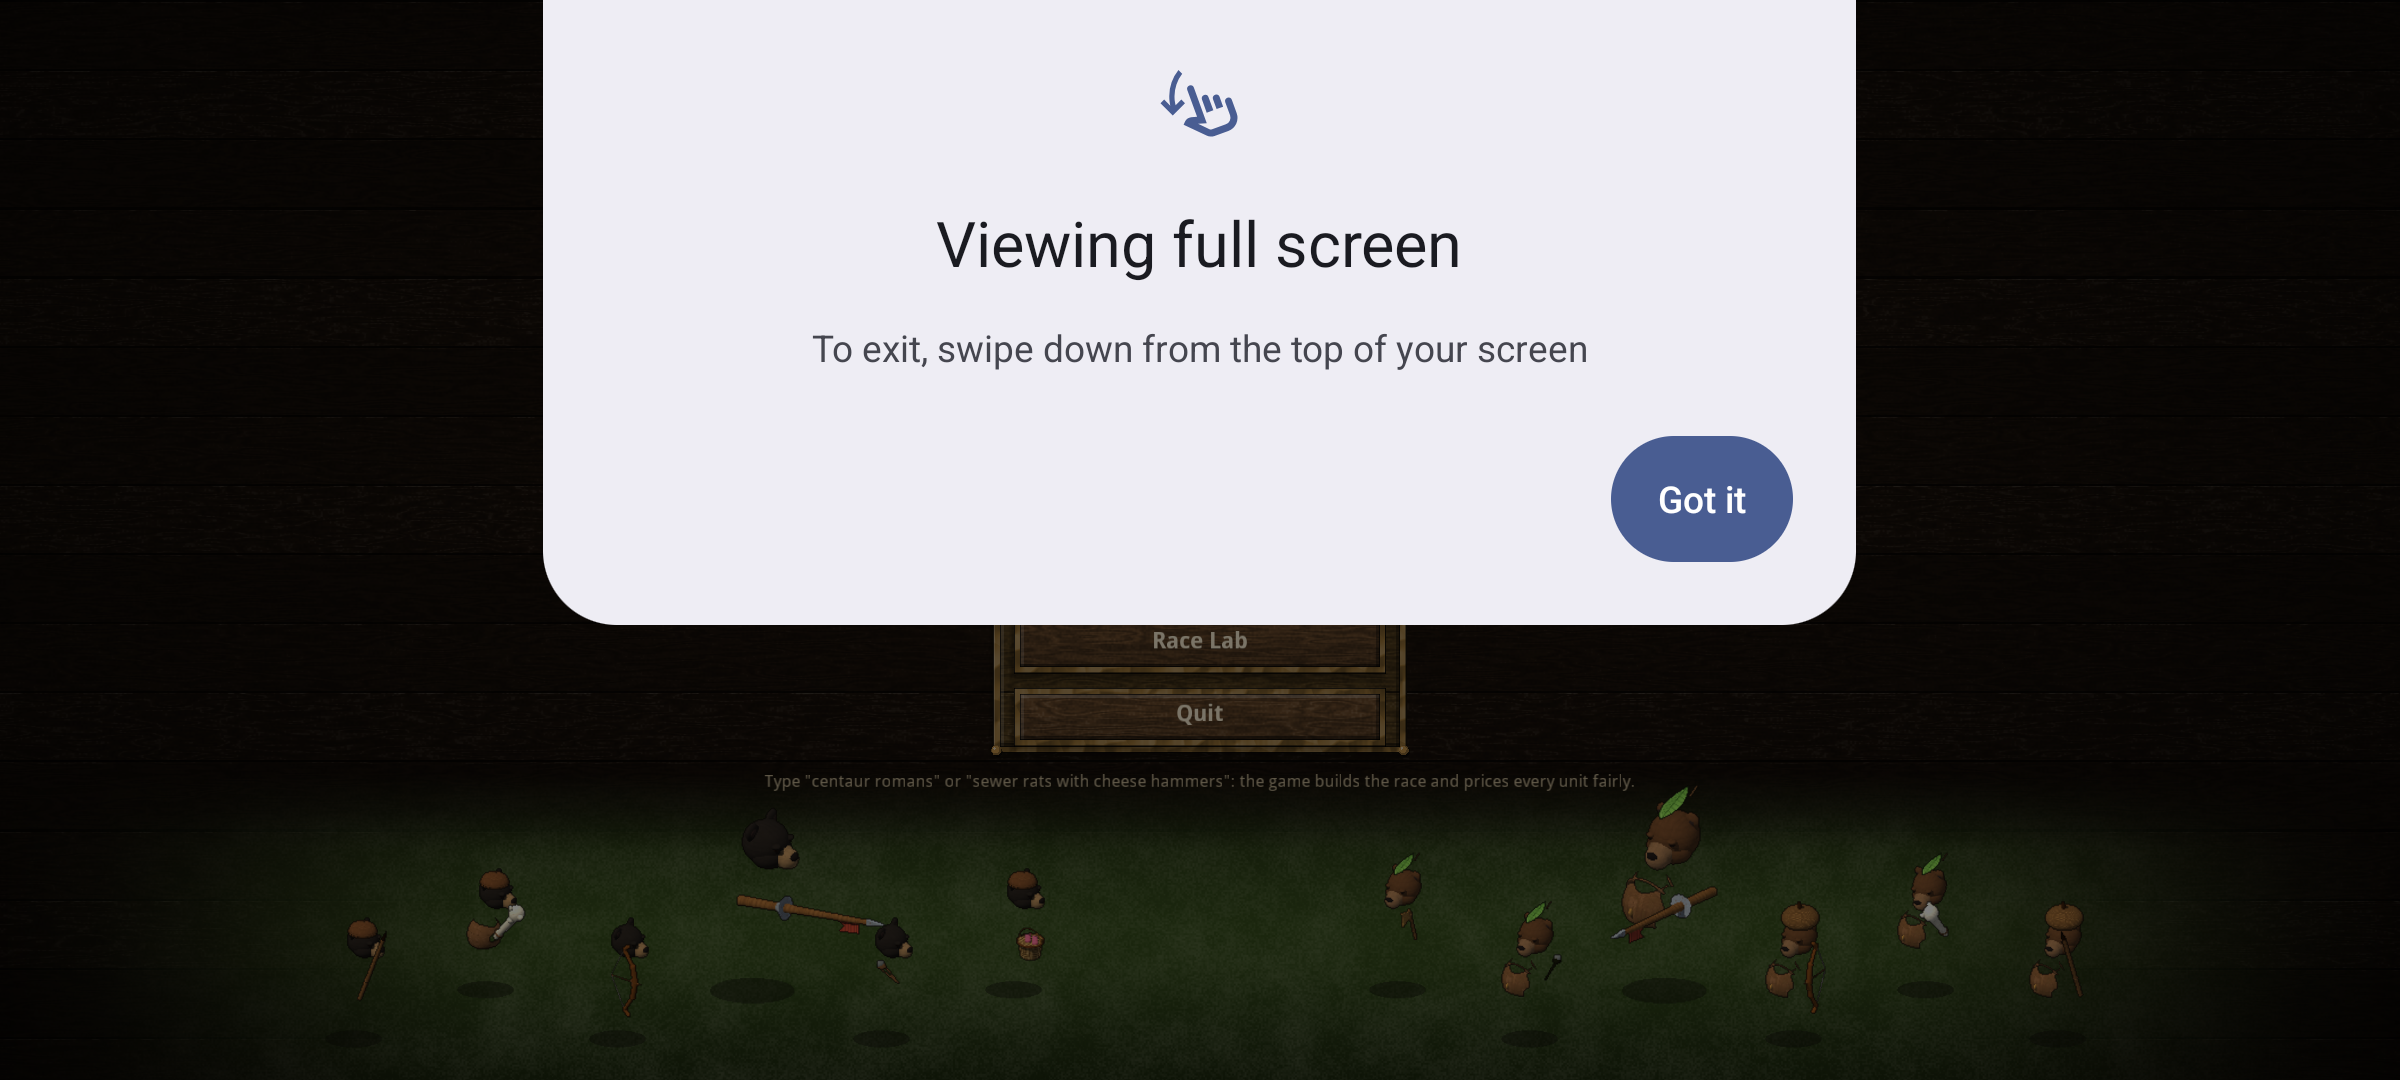 Viewing full screen
To exit, swipe down from the top of your screen
Got it
Race Lab
Quit
Type "centaur romans" or "sewer rats with cheese hammers": the game builds the race and prices every unit fairly.